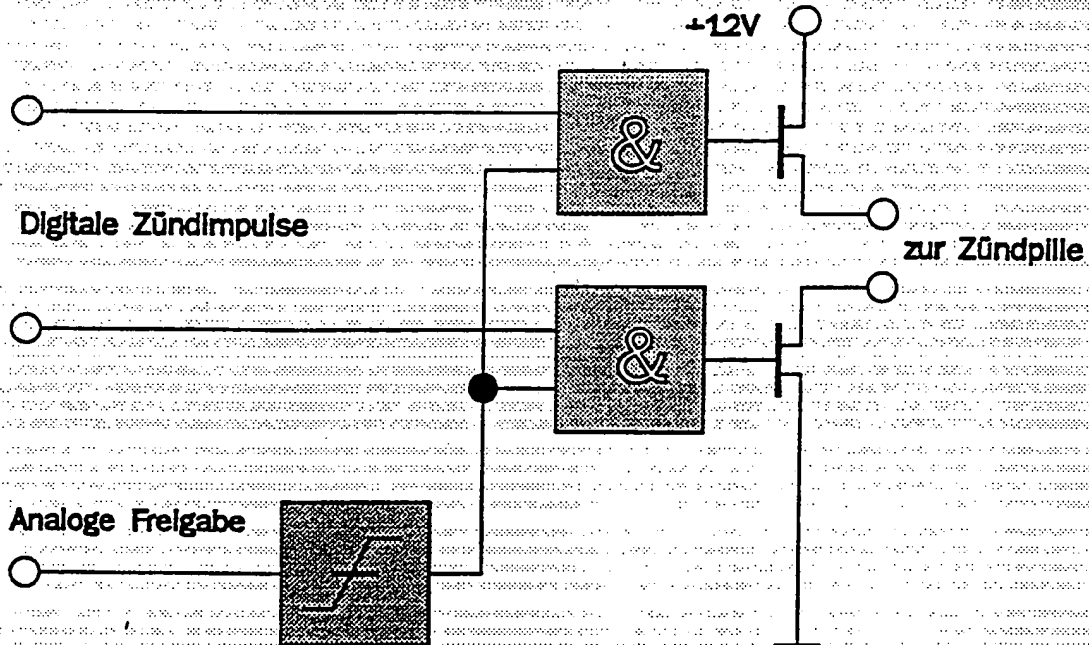 +12V
&
Digitale Zündimpulse
zur Zündpille
&
Analoge Freigabe